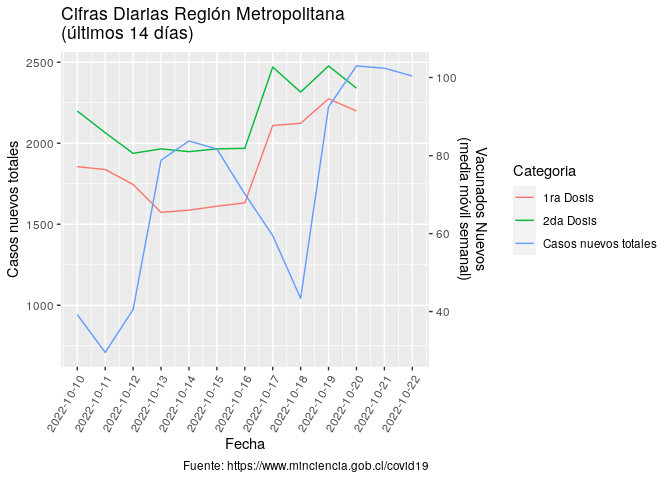 Cifras Diarias Región Metropolitana
(últimos 14 días)
Casos nuevos totales
2500
2000
1500
1000
100
80
60
40
Vacunados Nuevos
(media móvil semanal)
Categoria
1ra Dosis
2da Dosis
Casos nuevos totales
2022-10-10
2022-10-11
2022-10-12
2022-10-13
2022-10-14
2022-10-15
2022-10-16
2022-10-17
2022-10-18
2022-10-19
2022-10-20
2022-10-21
2022-10-22
Fecha
Fuente: https://www.minciencia.gob.cl/covid19